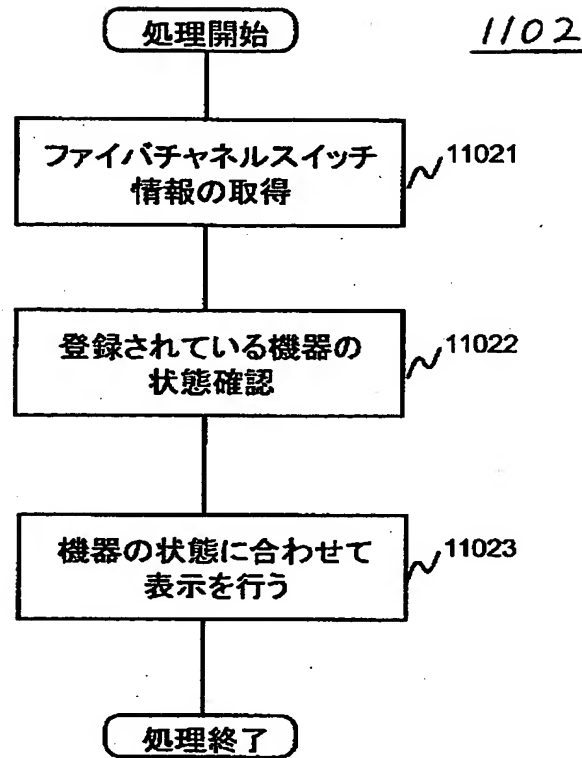 処理開始
1102
ファイバチャネルスイッチ
情報の取得
11021
登録されている機器の
状態確認
11022
機器の状態に合わせて
表示を行う
11023
処理終了